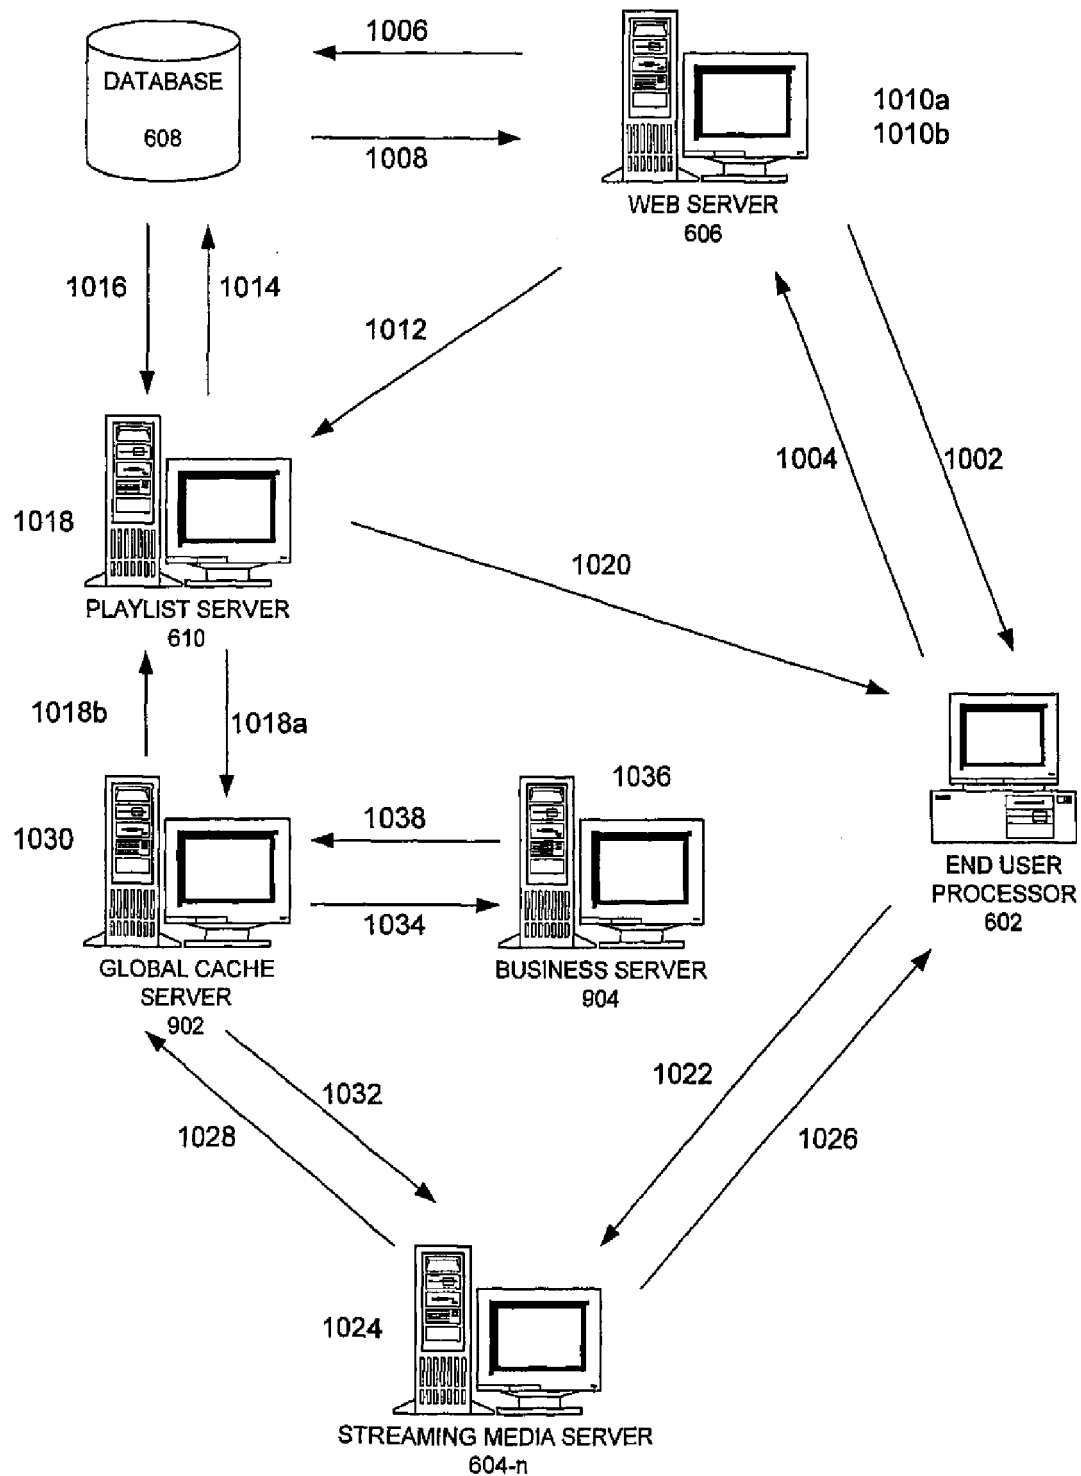 1006
DATABASE
608
1008
1010a
1010b
WEB SERVER
606
1016
1014
1012
1004
1002
1018
1020
PLAYLIST SERVER
610
1018b
1018a
1036
1030
1038
1034
END USER
PROCESSOR
602
GLOBAL CACHE
SERVER
902
BUSINESS SERVER
904
1032
1022
1028
1026
1024
STREAMING MEDIA SERVER
604-n